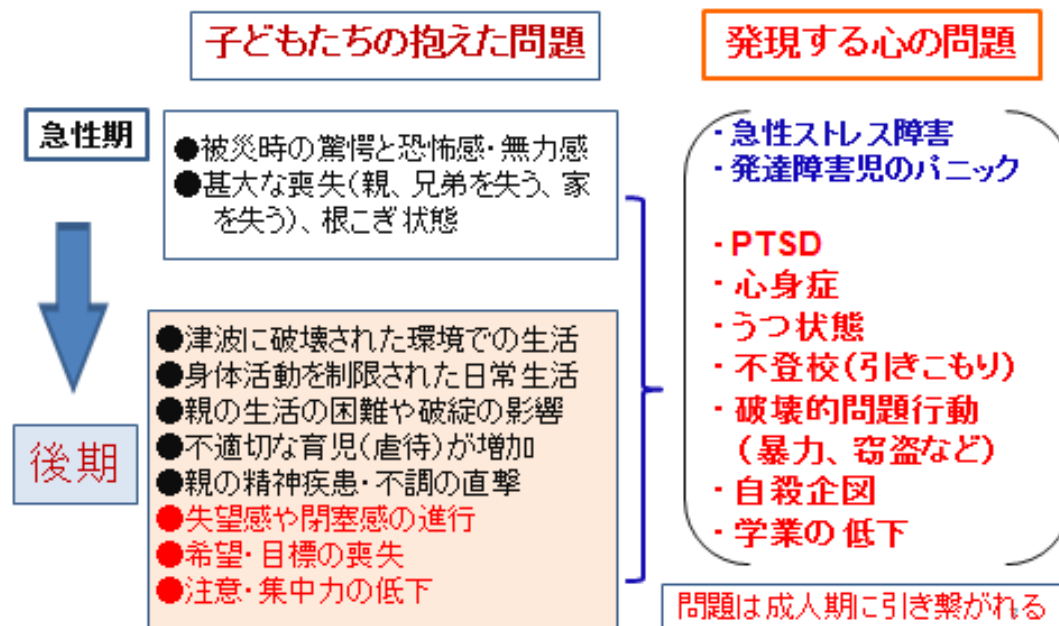 子どもたちの抱えた問題
発現する心の問題
急性期
●被災時の驚愕と恐怖感・無力感
●甚大な喪失(親、兄弟を失う、家
を失う)、根こぎ状態
後期
●津波に破壊された環境での生活
●身体活動を制限された日常生活
●親の生活の困難や破綻の影響
●不適切な育児(虐待)が増加
●親の精神疾患・不調の直撃
●失望感や閉塞感の進行
●希望・目標の喪失
●注意・集中力の低下
・急性ストレス障害
・発達障害児のパニック
・PTSD
・心身症
・うつ状態
・不登校(引きこもり)
・破壊的問題行動
(暴力、窃盗など)
・自殺企図
・学業の低下
問題は成人期に引き繋がれる